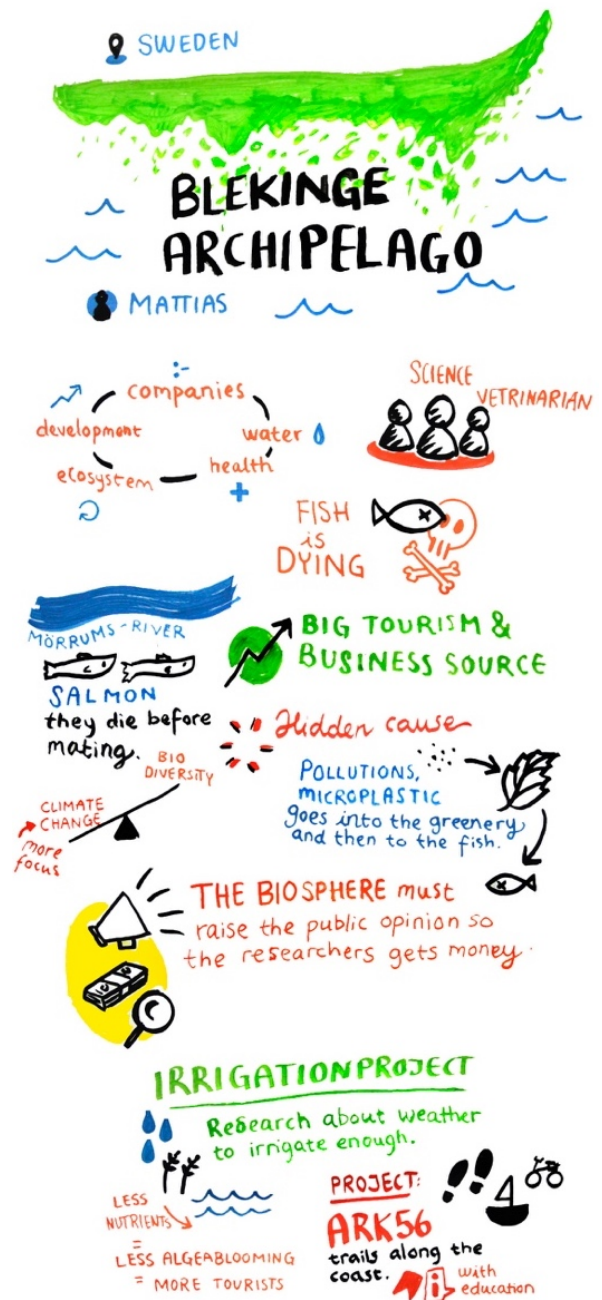 SWEDEN
BLEKINGE
ARCHIPELAGO
MATTIAS
companies
development
water
health
ecosystem
SCIENCE
VETRINARIAN
FISH
is
DYING
MÖRRUMS-RIVER
SALMON
they die before
mating.
BIG TOURISM &
BUSINESS SOURCE
Hidden cause
BIO
DIVERSITY
CLIMATE
CHANGE
more
focus
POLLUTIONS,
MICROPLASTIC
goes into the greenery
and then to the fish.
THE BIOSPHERE must
raise the public opinion so
the researchers gets money.
IRRIGATIONPROJECT
Research about weather
to irrigate enough.
LESS
NUTRIENTS
=
LESS ALGEABLOOMING
= MORE TOURISTS
PROJECT:
ARK56
trails along the
coast.
with
education